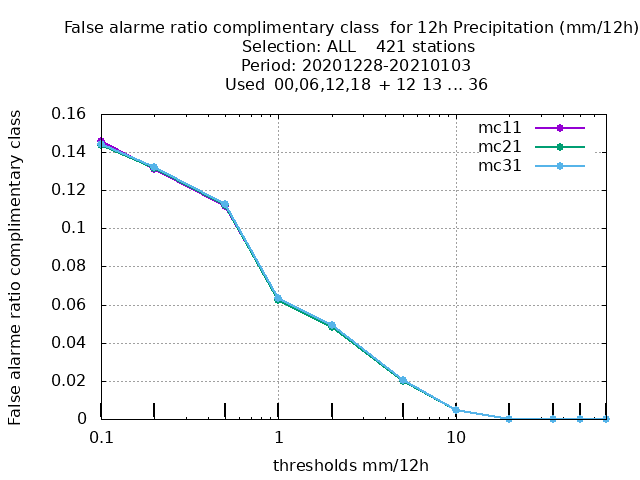 False alarme ratio complimentary class  for 12h Precipitation (mm/12h)
Selection: ALL    421 stations
Period: 20201228-20210103
Used  00,06,12,18  + 12 13 ... 36
False alarme ratio complimentary class
0.16
0.14
0.12
0.1
0.08
0.06
0.04
0.02
0
mc11
mc21
mc31
0.1 1 10
thresholds mm/12h